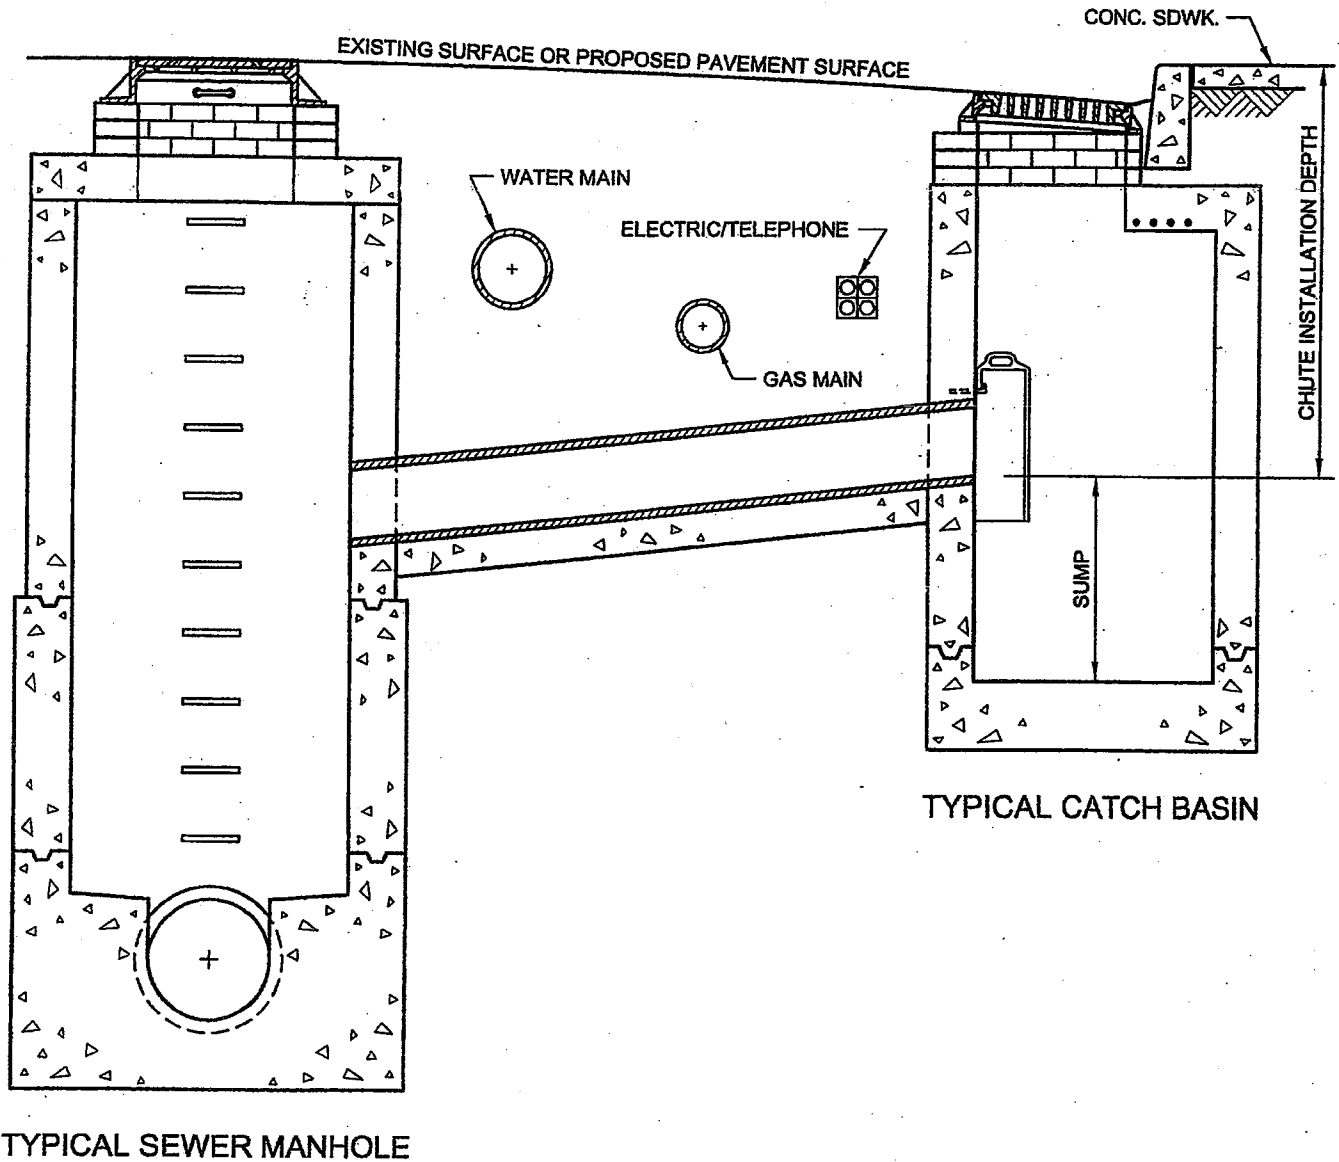 CONC. SDWK.
EXISTING SURFACE OR PROPOSED PAVEMENT SURFACE
WATER MAIN
ELECTRIC/TELEPHONE
GAS MAIN
CHUTE INSTALLATION DEPTH
SUMP
TYPICAL CATCH BASIN
TYPICAL SEWER MANHOLE